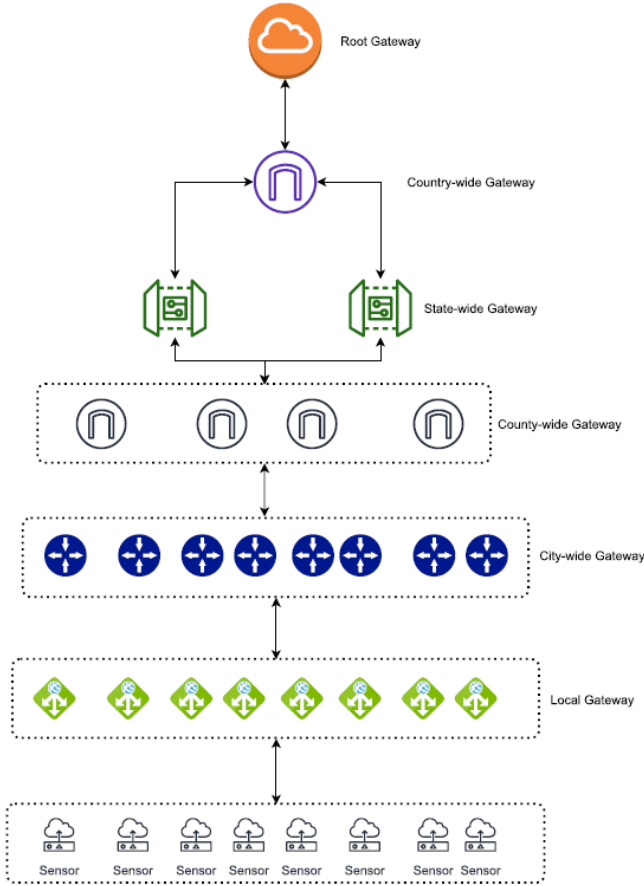 Root Gateway
Country-wide Gateway
State-wide Gateway
County-wide Gateway
City-wide Gateway
Local Gateway
Sensor Sensor Sensor Sensor Sensor Sensor Sensor Sensor